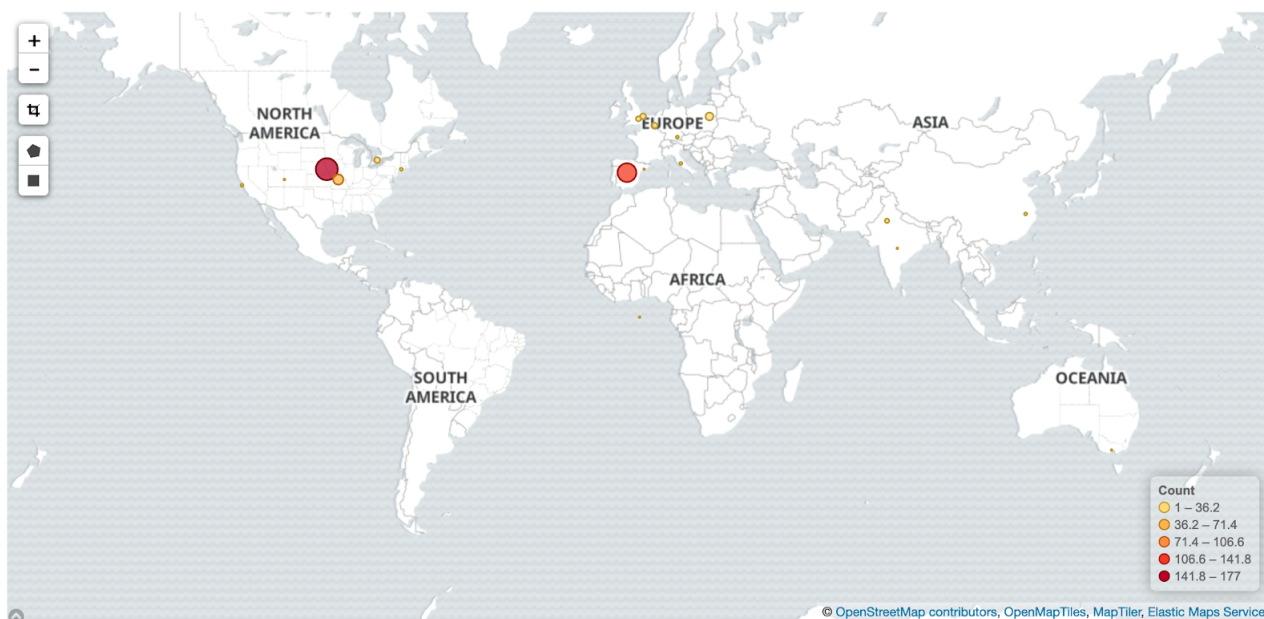 +
−
NORTH
AMERICA
EUROPE
ASIA
AFRICA
SOUTH
AMERICA
OCEANIA
Count
1 – 36.2
36.2 – 71.4
71.4 – 106.6
106.6 – 141.8
141.8 – 177
© OpenStreetMap contributors, OpenMapTiles, MapTiler, Elastic Maps Service